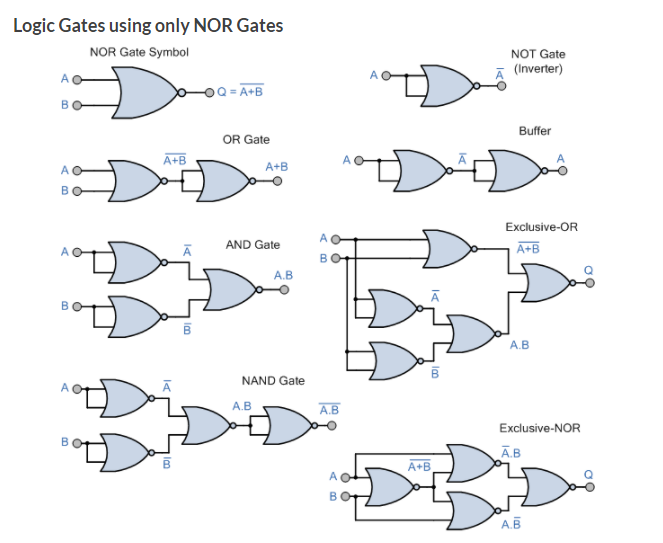 Logic Gates using only NOR Gates
NOR Gate Symbol
A
B
Q = A̅+̅B̅
NOT Gate
(Inverter)
A
A̅
OR Gate
A
B
A̅+̅B̅
A+B
Buffer
A
A̅
A
AND Gate
A
B
A̅
B̅
A.B
Exclusive-OR
A
B
A̅+̅B̅
A̅
B̅
A.B
Q
NAND Gate
A
B
A̅
B̅
A.B
A̅.̅B̅
Exclusive-NOR
A
B
A̅+̅B̅
A̅.B
A.B̅
Q